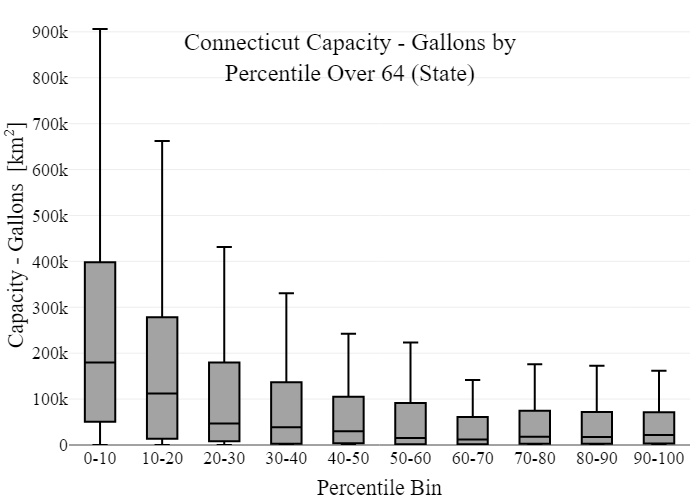 Connecticut Capacity - Gallons by
Percentile Over 64 (State)
Capacity - Gallons [km²]
900k
800k
700k
600k
500k
400k
300k
200k
100k
0
0-10 10-20 20-30 30-40 40-50 50-60 60-70 70-80 80-90 90-100
Percentile Bin